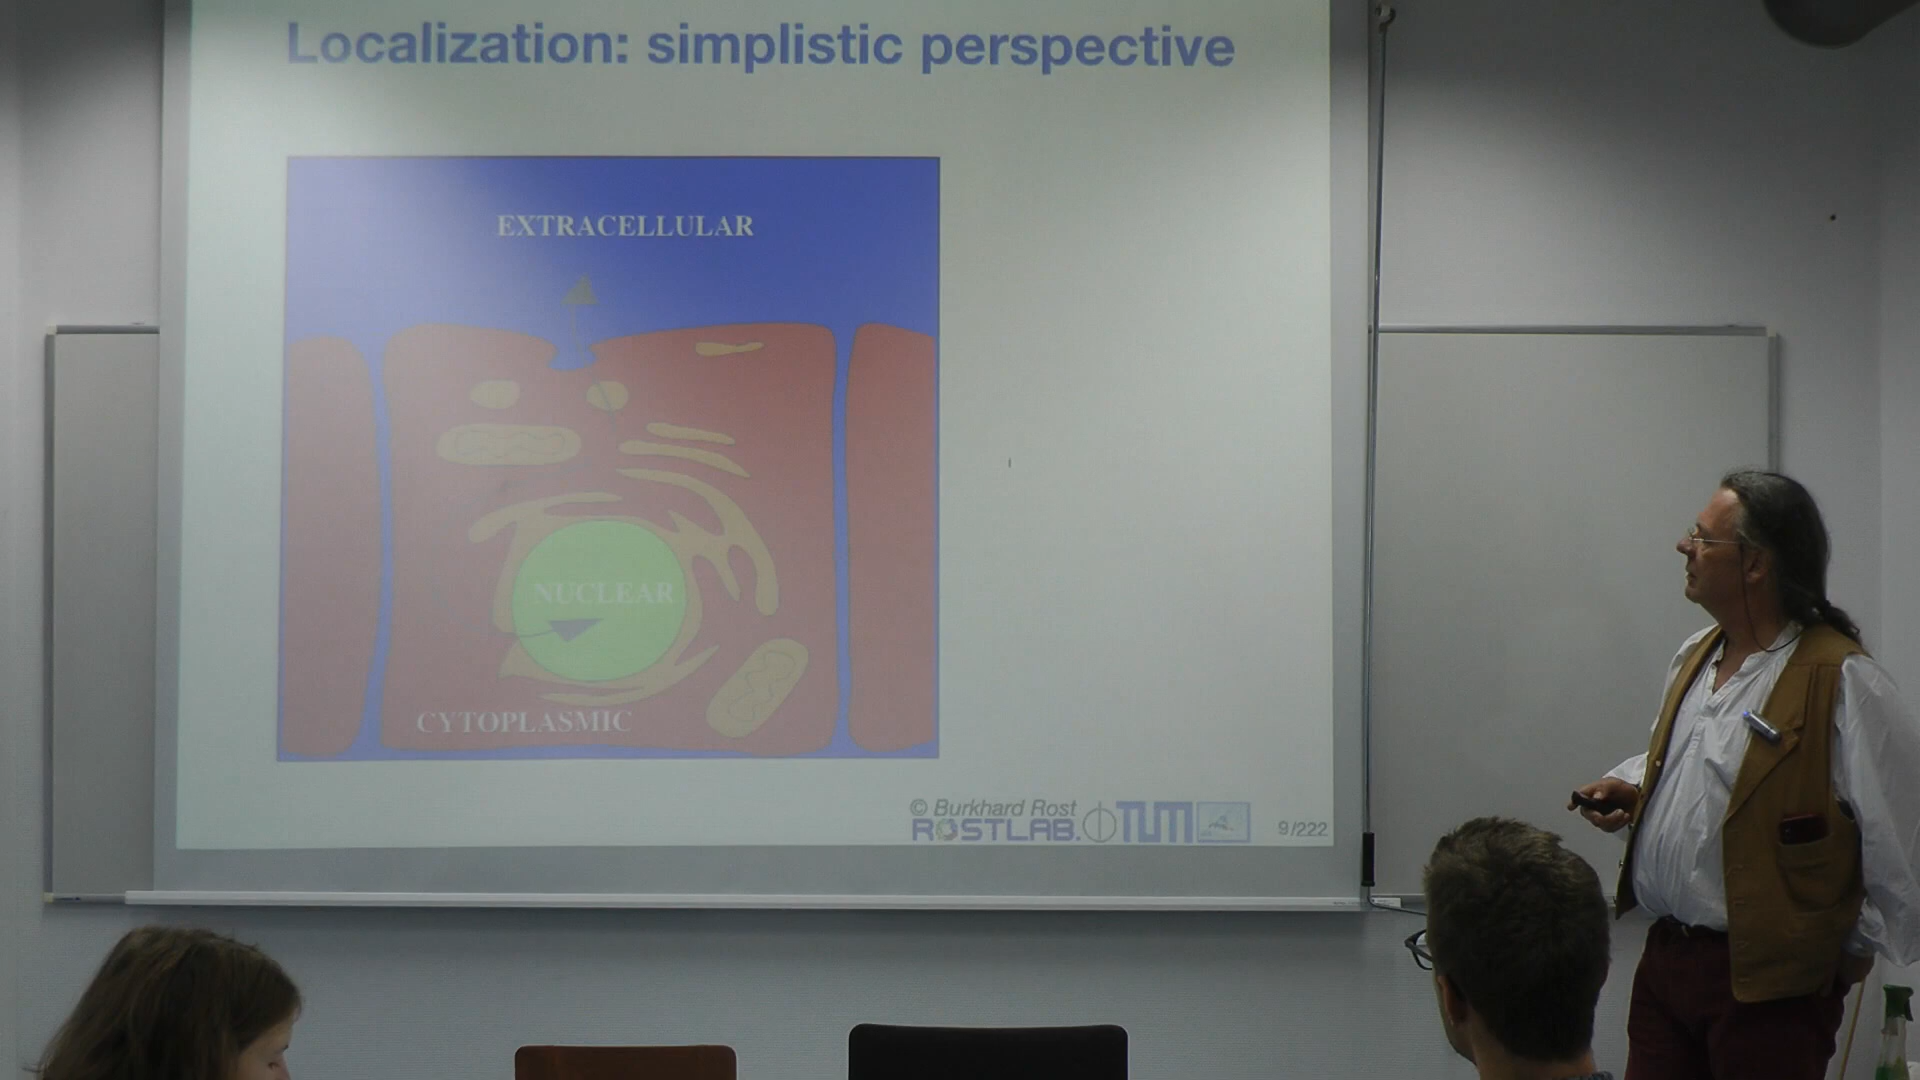 Localization: simplistic perspective
EXTRACELLULAR
NUCLEAR
CYTOPLASMIC
© Burkhard Rost
ROSTLAB.
TUM
9/222